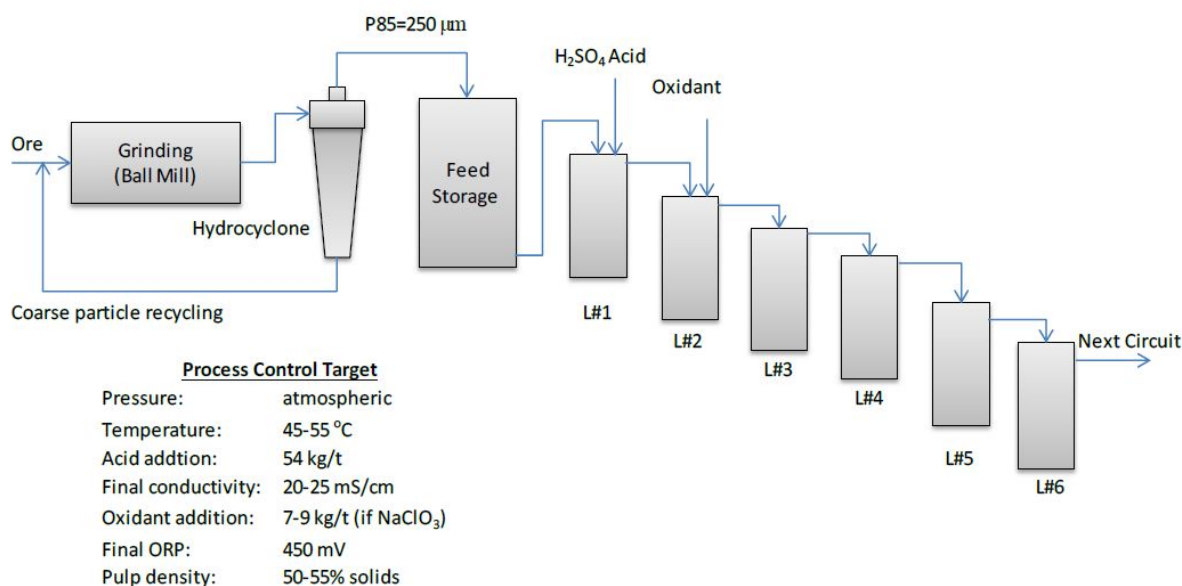 P85=250 µm
H₂SO₄ Acid
Oxidant
Ore
Grinding
(Ball Mill)
Hydrocyclone
Feed
Storage
Coarse particle recycling
L#1
L#2
L#3
L#4
L#5
L#6
Next Circuit
Process Control Target
Pressure: atmospheric
Temperature: 45-55 °C
Acid addtion: 54 kg/t
Final conductivity: 20-25 mS/cm
Oxidant addition: 7-9 kg/t (if NaClO₃)
Final ORP: 450 mV
Pulp density: 50-55% solids